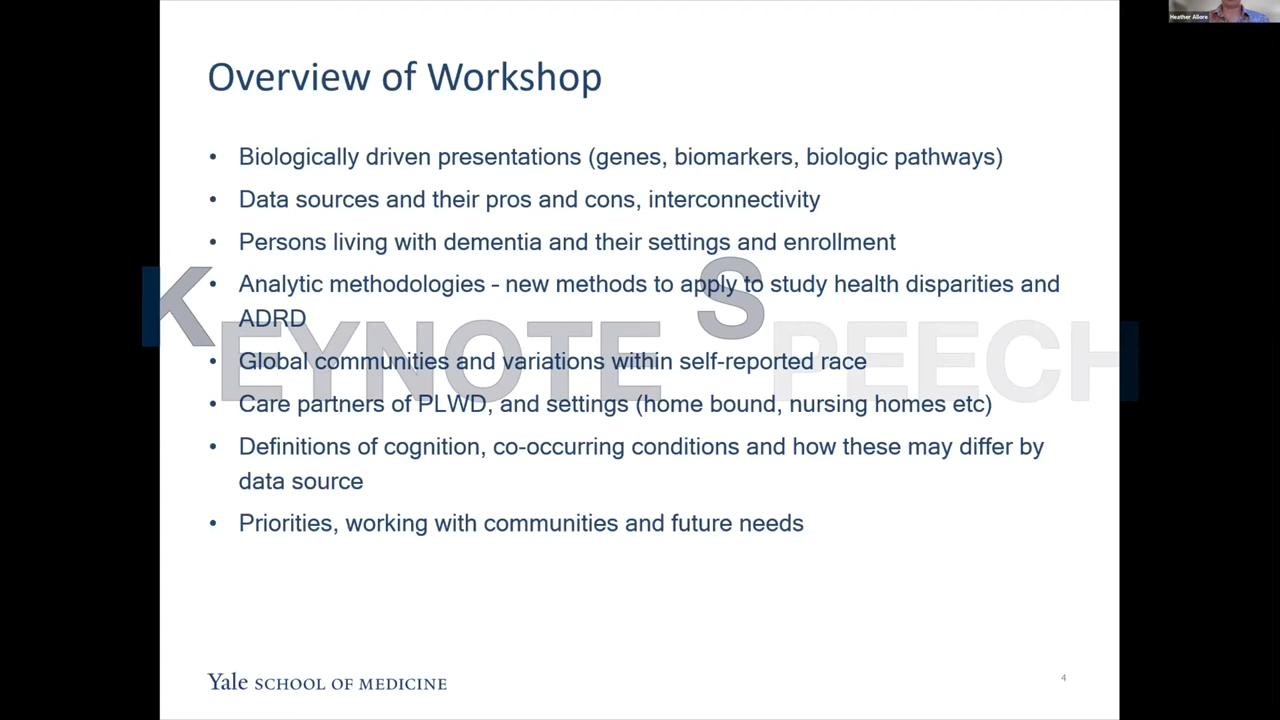 Heather Allore
Overview of Workshop
• Biologically driven presentations (genes, biomarkers, biologic pathways)
• Data sources and their pros and cons, interconnectivity
• Persons living with dementia and their settings and enrollment
• Analytic methodologies - new methods to apply to study health disparities and
ADRD
KEYNOTE SPEECH
• Global communities and variations within self-reported race
• Care partners of PLWD, and settings (home bound, nursing homes etc)
• Definitions of cognition, co-occurring conditions and how these may differ by
data source
• Priorities, working with communities and future needs
Yale SCHOOL OF MEDICINE
4